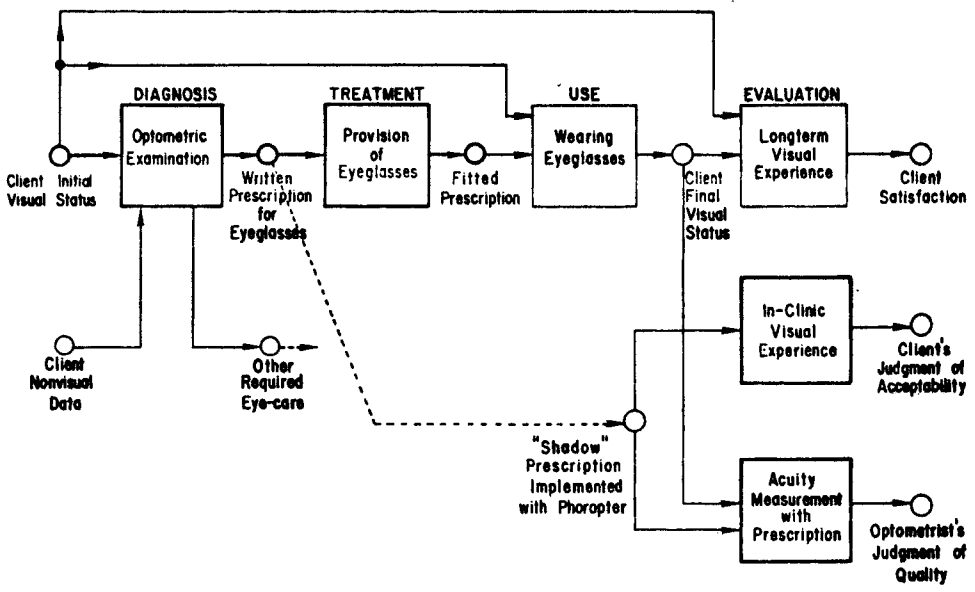 DIAGNOSIS
TREATMENT
USE
EVALUATION
Optometric
Examination
Provision
of
Eyeglasses
Wearing
Eyeglasses
Longterm
Visual
Experience
Client Initial
Visual Status
Written
Prescription
for
Eyeglasses
Fitted
Prescription
Client
Final
Visual
Status
Client
Satisfaction
Client
Nonvisual
Data
Other
Required
Eye-care
In-Clinic
Visual
Experience
Client's
Judgment of
Acceptability
"Shadow"
Prescription
Implemented
with Phoropter
Acuity
Measurement
with
Prescription
Optometrist's
Judgment of
Quality